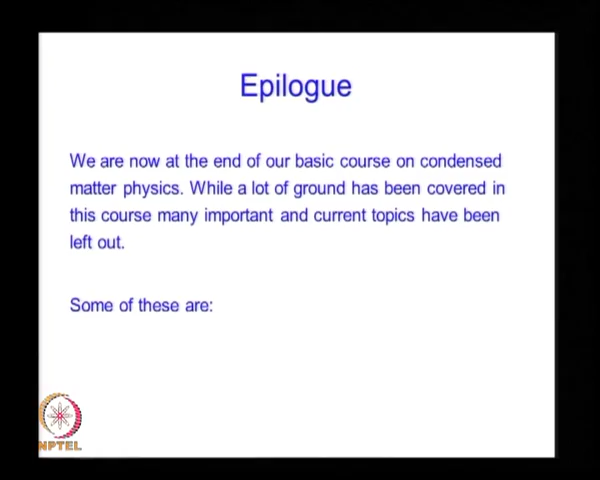 Epilogue
We are now at the end of our basic course on condensed
matter physics. While a lot of ground has been covered in
this course many important and current topics have been
left out.
Some of these are:
NPTEL